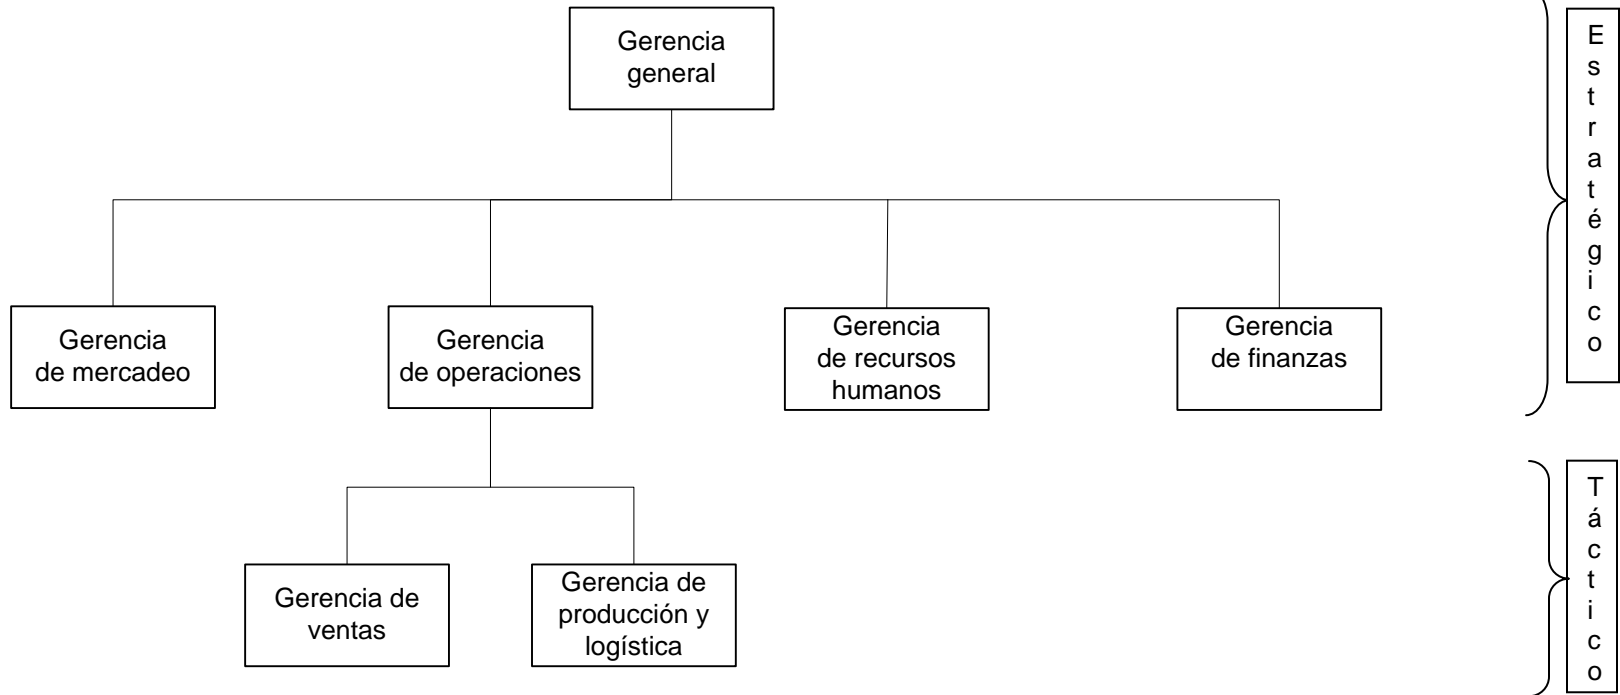 Gerencia
general
E
s
t
r
a
t
é
g
i
c
o
Gerencia
de mercadeo
Gerencia
de operaciones
Gerencia
de recursos
humanos
Gerencia
de finanzas
Gerencia de
ventas
Gerencia de
producción y
logística
T
á
c
t
i
c
o